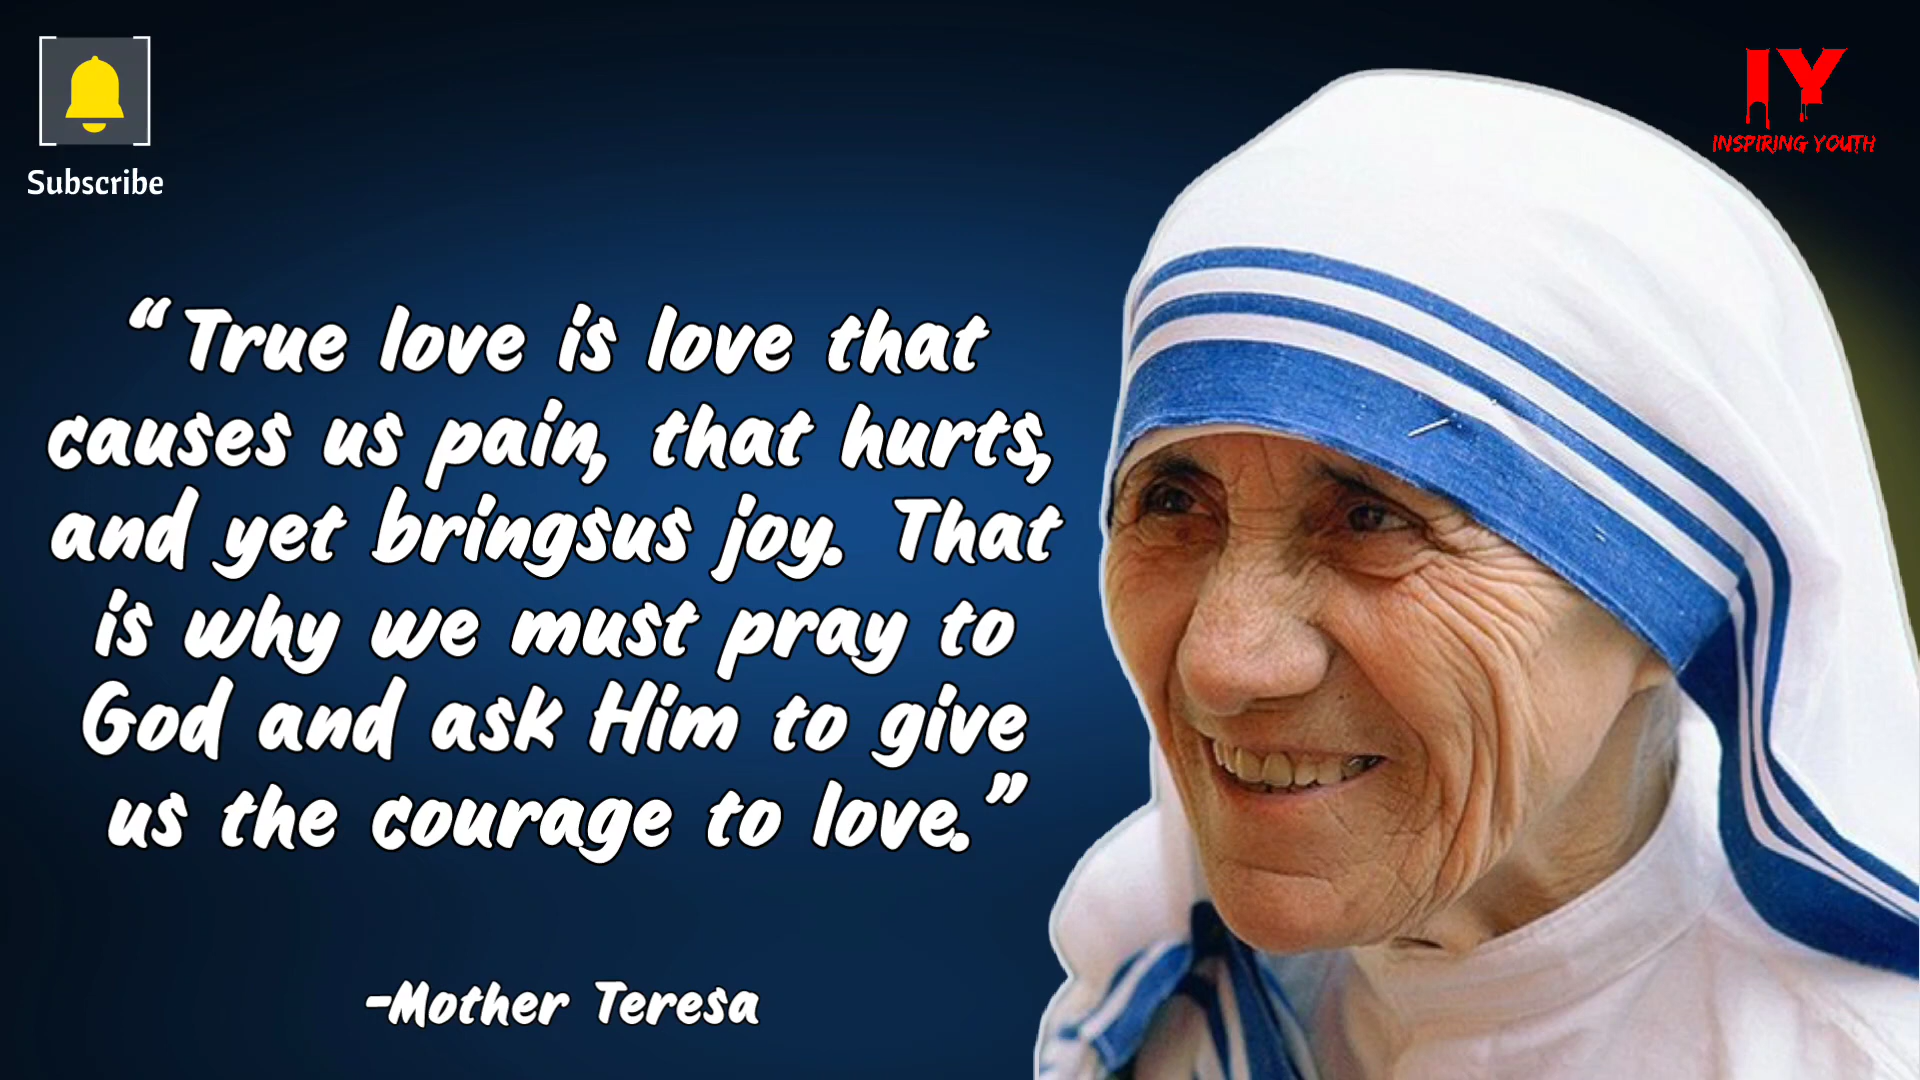 Subscribe
IY
INSPIRING YOUTH
“True love is love that
causes us pain, that hurts,
and yet bringsus joy. That
is why we must pray to
God and ask Him to give
us the courage to love.”
-Mother Teresa